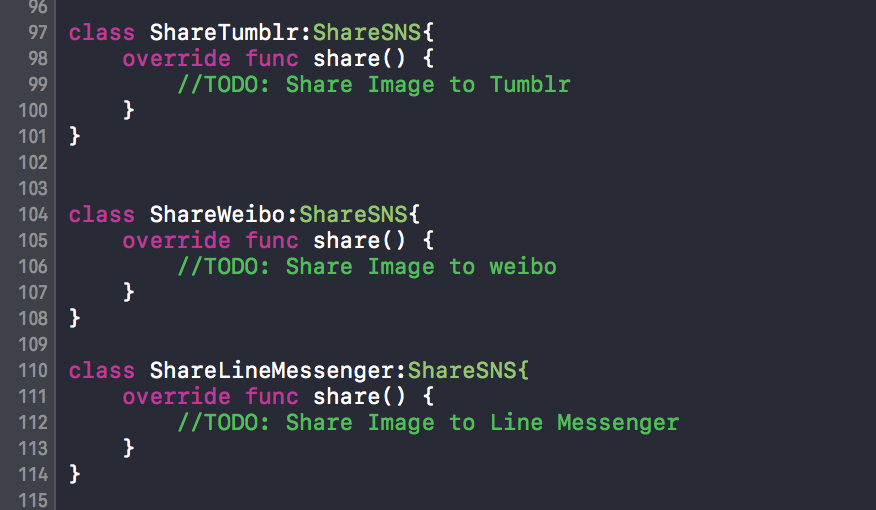 96
97 class ShareTumblr:ShareSNS{
98     override func share() {
99         //TODO: Share Image to Tumblr
100     }
101 }
102
103
104 class ShareWeibo:ShareSNS{
105     override func share() {
106         //TODO: Share Image to weibo
107     }
108 }
109
110 class ShareLineMessenger:ShareSNS{
111     override func share() {
112         //TODO: Share Image to Line Messenger
113     }
114 }
115